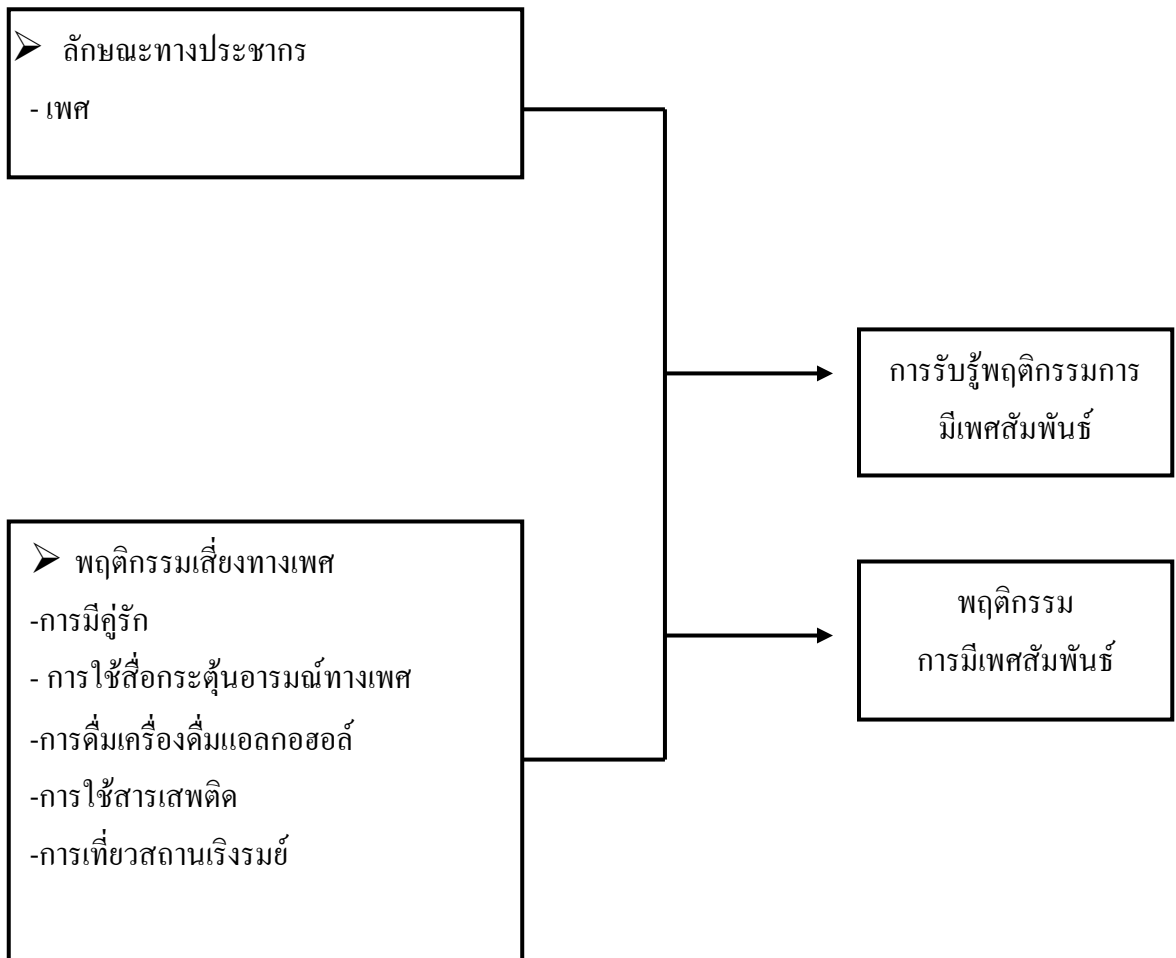 ➢ ลักษณะทางประชากร
- เพศ
การรับรู้พฤติกรรมการ
มีเพศสัมพันธ์
➢ พฤติกรรมเสี่ยงทางเพศ
-การมีคู่รัก
- การใช้สื่อกระตุ้นอารมณ์ทางเพศ
-การดื่มเครื่องดื่มแอลกอฮอล์
-การใช้สารเสพติด
-การเที่ยวสถานเริงรมย์
พฤติกรรม
การมีเพศสัมพันธ์